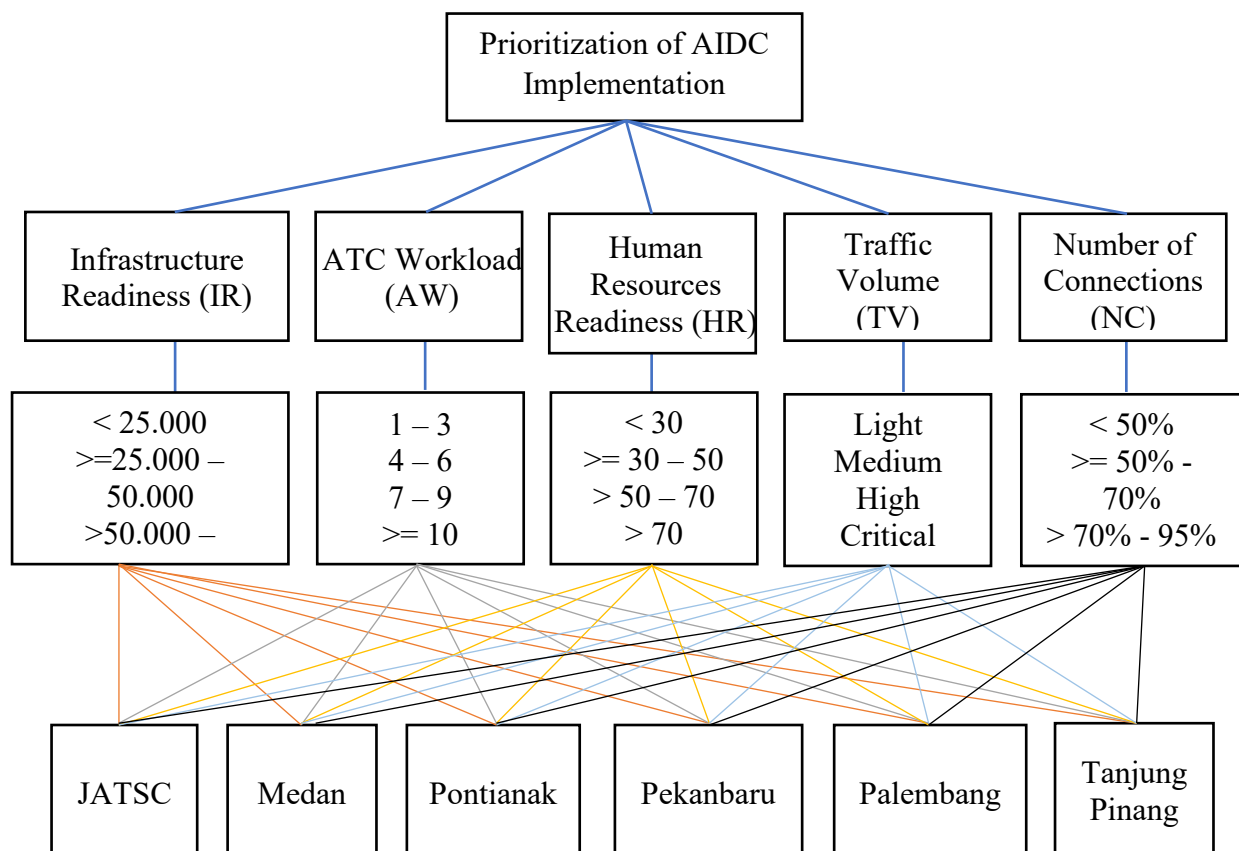 Prioritization of AIDC
Implementation
Infrastructure
Readiness (IR)
ATC Workload
(AW)
Human
Resources
Readiness (HR)
Traffic
Volume
(TV)
Number of
Connections
(NC)
< 25.000
>=25.000 –
50.000
>50.000 –
1 – 3
4 – 6
7 – 9
>= 10
< 30
>= 30 – 50
> 50 – 70
> 70
Light
Medium
High
Critical
< 50%
>= 50% -
70%
> 70% - 95%
JATSC
Medan
Pontianak
Pekanbaru
Palembang
Tanjung
Pinang